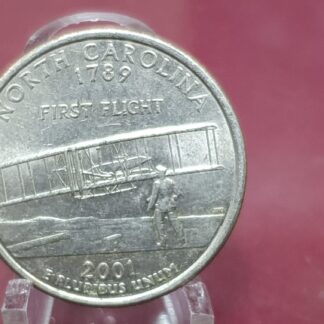 NORTH CAROLINA
1789
FIRST FLIGHT
2001
E PLURIBUS UNUM